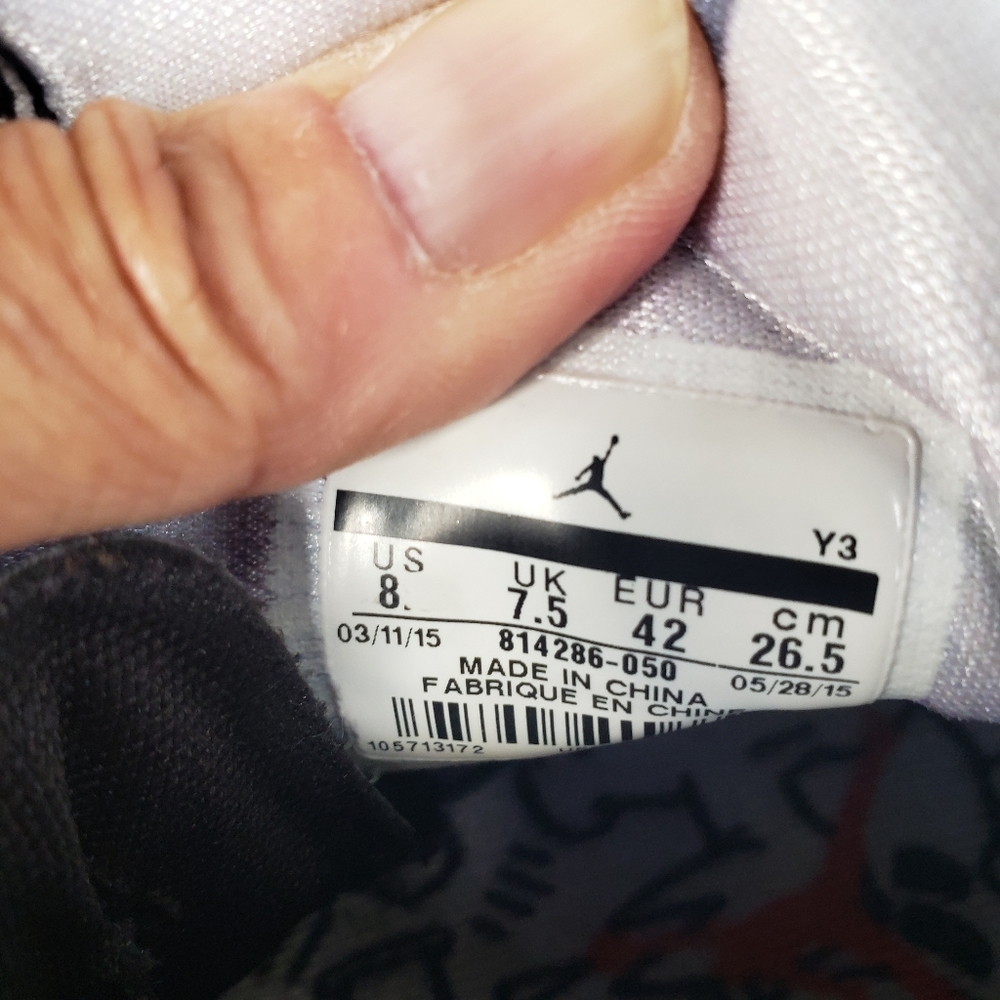 Y3
US UK EUR cm
8. 7.5 42 26.5
03/11/15 814286-050 05/28/15
MADE IN CHINA
FABRIQUE EN CHINE
105713172